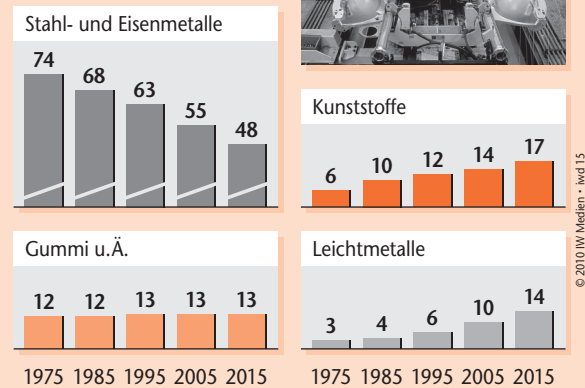 Stahl- und Eisenmetalle
74
68
63
55
48
Kunststoffe
6
10
12
14
17
Gummi u.Ä.
12
12
13
13
13
1975 1985 1995 2005 2015
Leichtmetalle
3
4
6
10
14
1975 1985 1995 2005 2015
© 2010 IW Medien · iwd 15